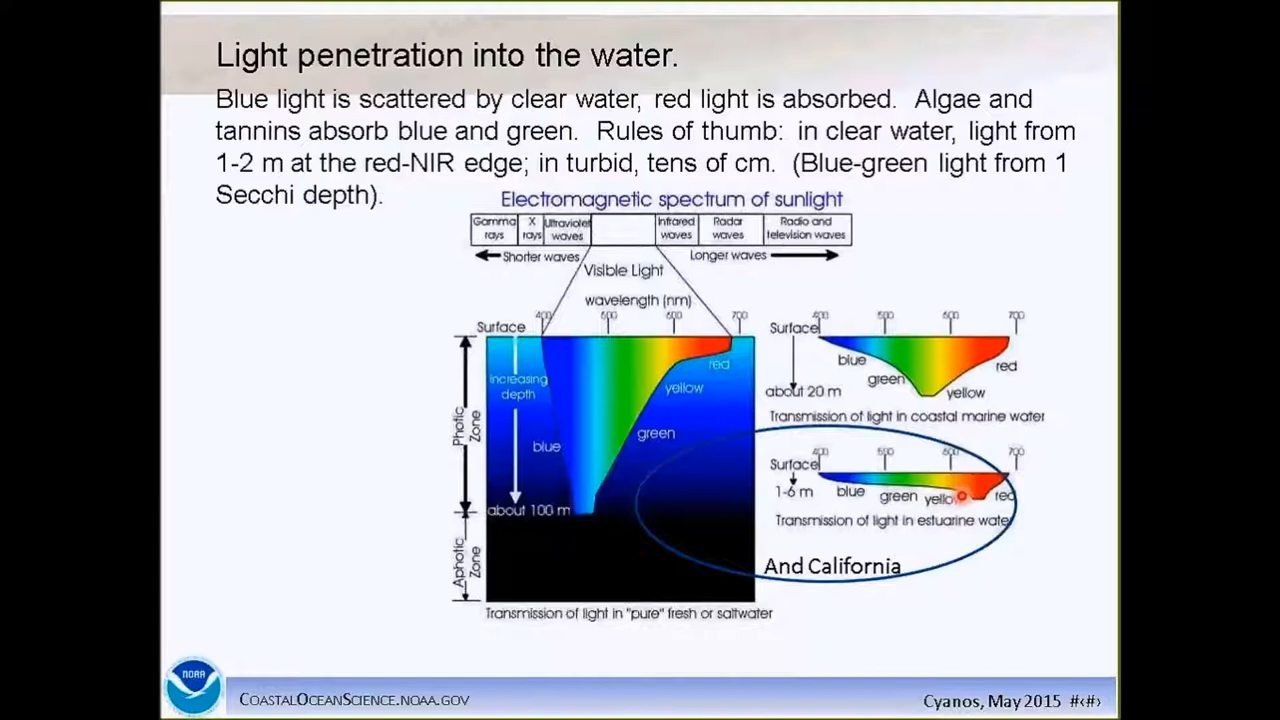 Light penetration into the water.
Blue light is scattered by clear water, red light is absorbed. Algae and
tannins absorb blue and green. Rules of thumb: in clear water, light from
1-2 m at the red-NIR edge; in turbid, tens of cm. (Blue-green light from 1
Secchi depth).
Electromagnetic spectrum of sunlight
Gamma rays
X rays
Ultraviolet waves
Infrared waves
Radar waves
Radio and television waves
Shorter waves
Longer waves
Visible Light
wavelength (nm)
400 500 600 700
Surface
increasing
depth
blue
green
yellow
red
about 100 m
Photic
Zone
Aphotic
Zone
Transmission of light in "pure" fresh or saltwater
400 500 600 700
Surface
blue
green
yellow
red
about 20 m
Transmission of light in coastal marine water
400 500 600 700
Surface
1-6 m
blue
green
yello
red
Transmission of light in estuarine water
And California
NOAA
COASTALOCEANSCIENCE.NOAA.GOV
Cyanos, May 2015 #‹#›